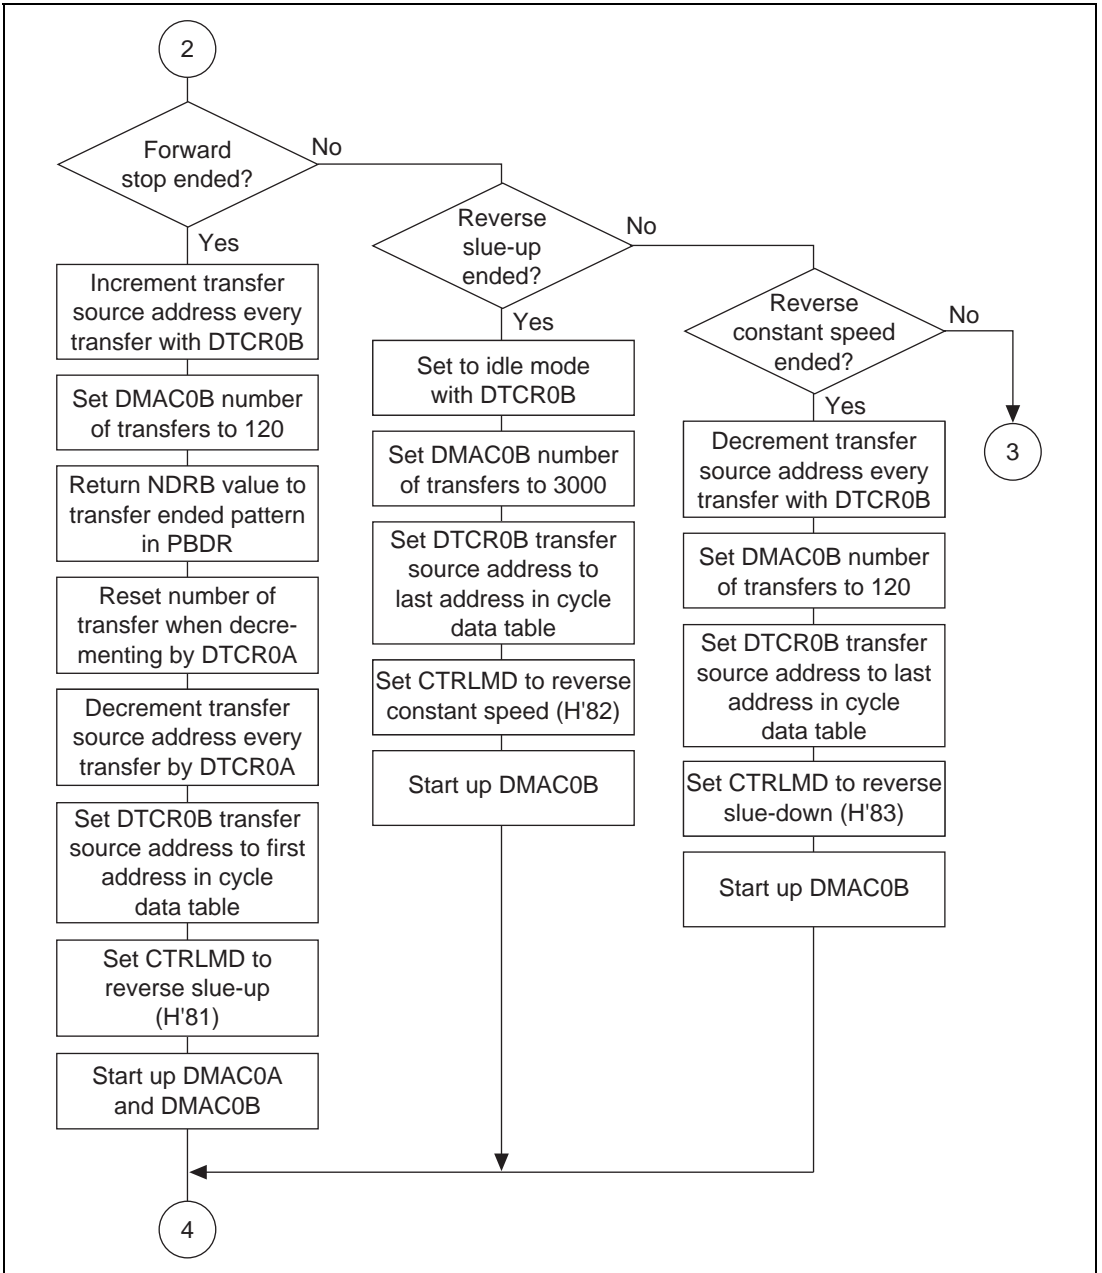 2
Forward
stop ended?
No
Yes
Increment transfer
source address every
transfer with DTCR0B
Set DMAC0B number
of transfers to 120
Return NDRB value to
transfer ended pattern
in PBDR
Reset number of
transfer when decre-
menting by DTCR0A
Decrement transfer
source address every
transfer by DTCR0A
Set DTCR0B transfer
source address to first
address in cycle
data table
Set CTRLMD to
reverse slue-up
(H'81)
Start up DMAC0A
and DMAC0B
Reverse
slue-up
ended?
No
Yes
Set to idle mode
with DTCR0B
Set DMAC0B number
of transfers to 3000
Set DTCR0B transfer
source address to
last address in cycle
data table
Set CTRLMD to reverse
constant speed (H'82)
Start up DMAC0B
Reverse
constant speed
ended?
No
Yes
3
Decrement transfer
source address every
transfer with DTCR0B
Set DMAC0B number
of transfers to 120
Set DTCR0B transfer
source address to last
address in cycle
data table
Set CTRLMD to reverse
slue-down (H'83)
Start up DMAC0B
4